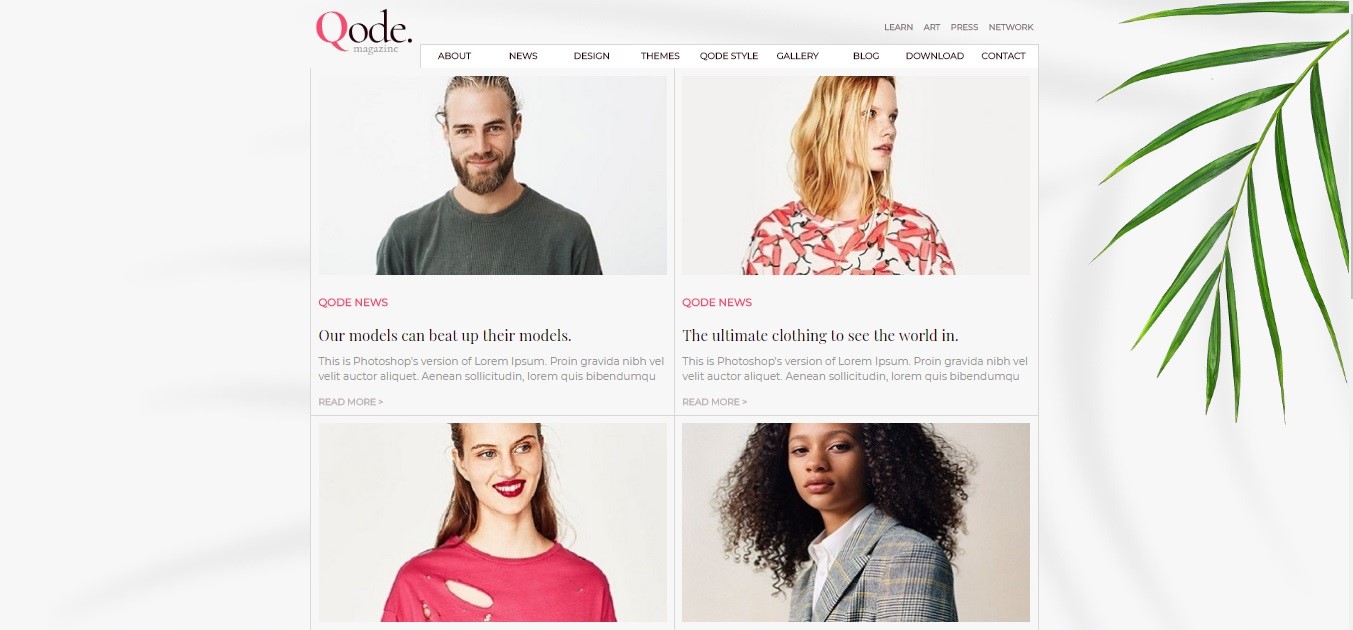 Qode.
magazine
LEARN ART PRESS NETWORK
ABOUT NEWS DESIGN THEMES QODE STYLE GALLERY BLOG DOWNLOAD CONTACT
QODE NEWS
Our models can beat up their models.
This is Photoshop's version of Lorem Ipsum. Proin gravida nibh vel
velit auctor aliquet. Aenean sollicitudin, lorem quis bibendumqu
READ MORE >
QODE NEWS
The ultimate clothing to see the world in.
This is Photoshop's version of Lorem Ipsum. Proin gravida nibh vel
velit auctor aliquet. Aenean sollicitudin, lorem quis bibendumqu
READ MORE >